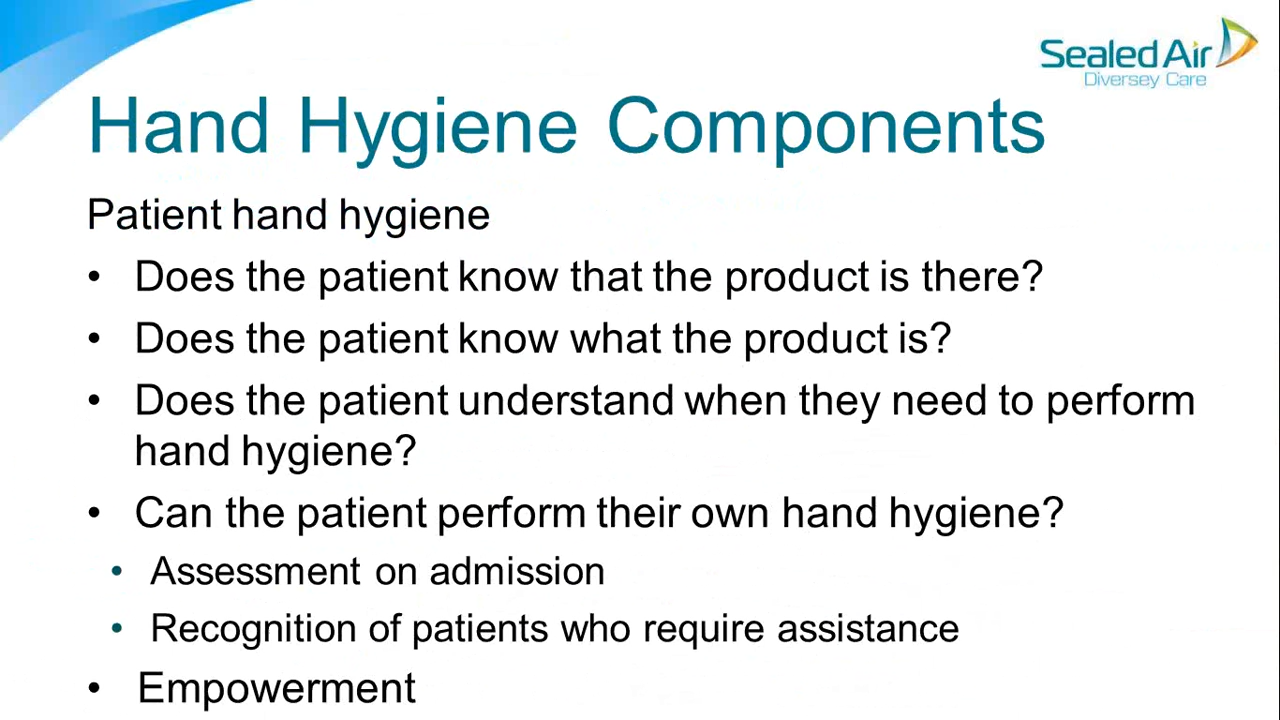 Sealed Air
Diversey Care
Hand Hygiene Components
Patient hand hygiene
• Does the patient know that the product is there?
• Does the patient know what the product is?
• Does the patient understand when they need to perform
hand hygiene?
• Can the patient perform their own hand hygiene?
• Assessment on admission
• Recognition of patients who require assistance
• Empowerment